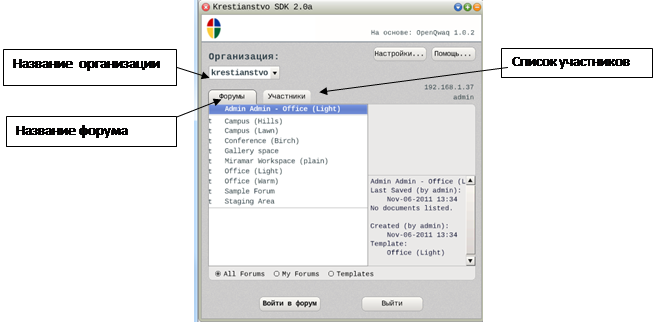 Krestianstvo SDK 2.0a
На основе: OpenQwaq 1.0.2
Организация:
Настройки...
Помощь...
Название организации
krestianstvo
Список участников
192.168.1.37
admin
Форумы
Участники
Название форума
Admin Admin - Office (Light)
t Campus (Hills)
t Campus (Lawn)
t Conference (Birch)
t Gallery space
t Miramar Workspace (plain)
t Office (Light)
t Office (Warm)
t Sample Forum
t Staging Area
Admin Admin - Office (L
Last Saved (by admin):
Nov-06-2011 13:34
No documents listed.
Created (by admin):
Nov-06-2011 13:34
Template:
Office (Light)
All Forums
My Forums
Templates
Войти в форум
Выйти